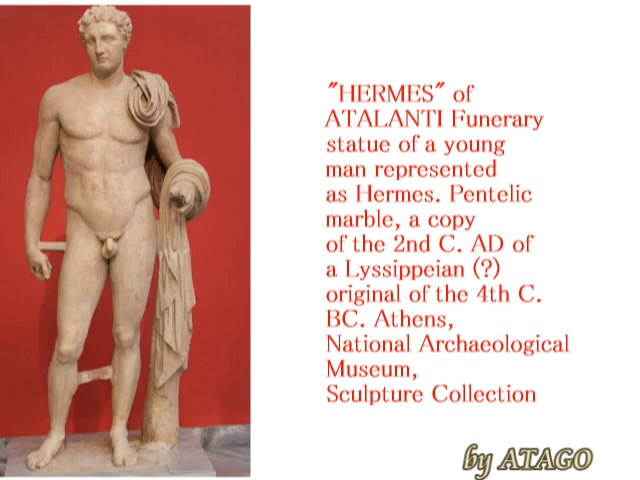 "HERMES" of
ATALANTI Funerary
statue of a young
man represented
as Hermes. Pentelic
marble, a copy
of the 2nd C. AD of
a Lyssippeian (?)
original of the 4th C.
BC. Athens,
National Archaeological
Museum,
Sculpture Collection
by ATAGO